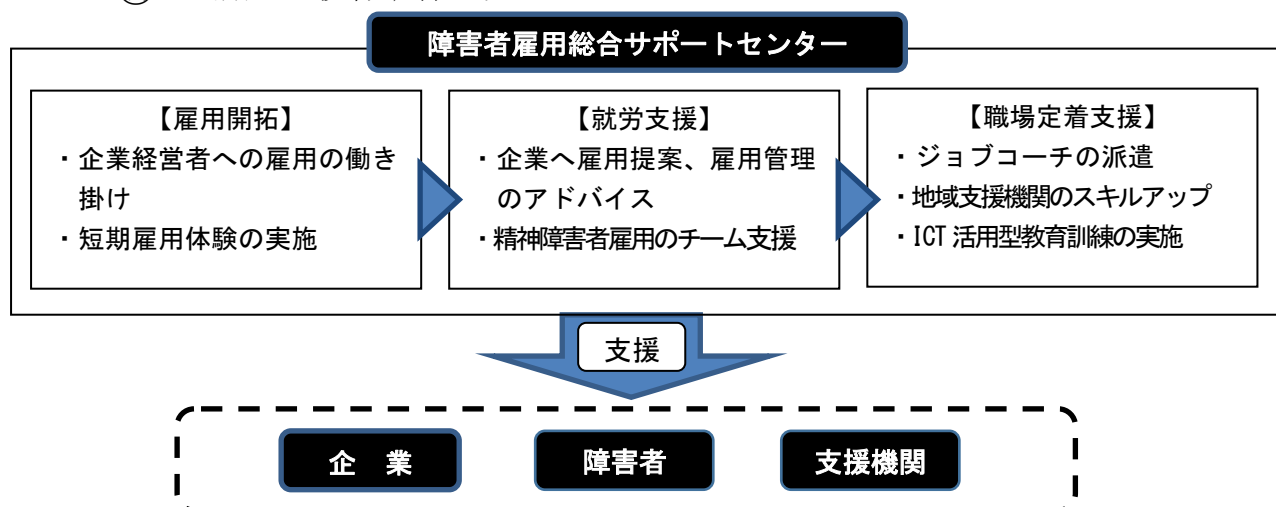 障害者雇用総合サポートセンター
【雇用開拓】
・企業経営者への雇用の働き
掛け
・短期雇用体験の実施
【就労支援】
・企業へ雇用提案、雇用管理
のアドバイス
・精神障害者雇用のチーム支援
【職場定着支援】
・ジョブコーチの派遣
・地域支援機関のスキルアップ
・ICT 活用型教育訓練の実施
支援
企　業
障害者
支援機関